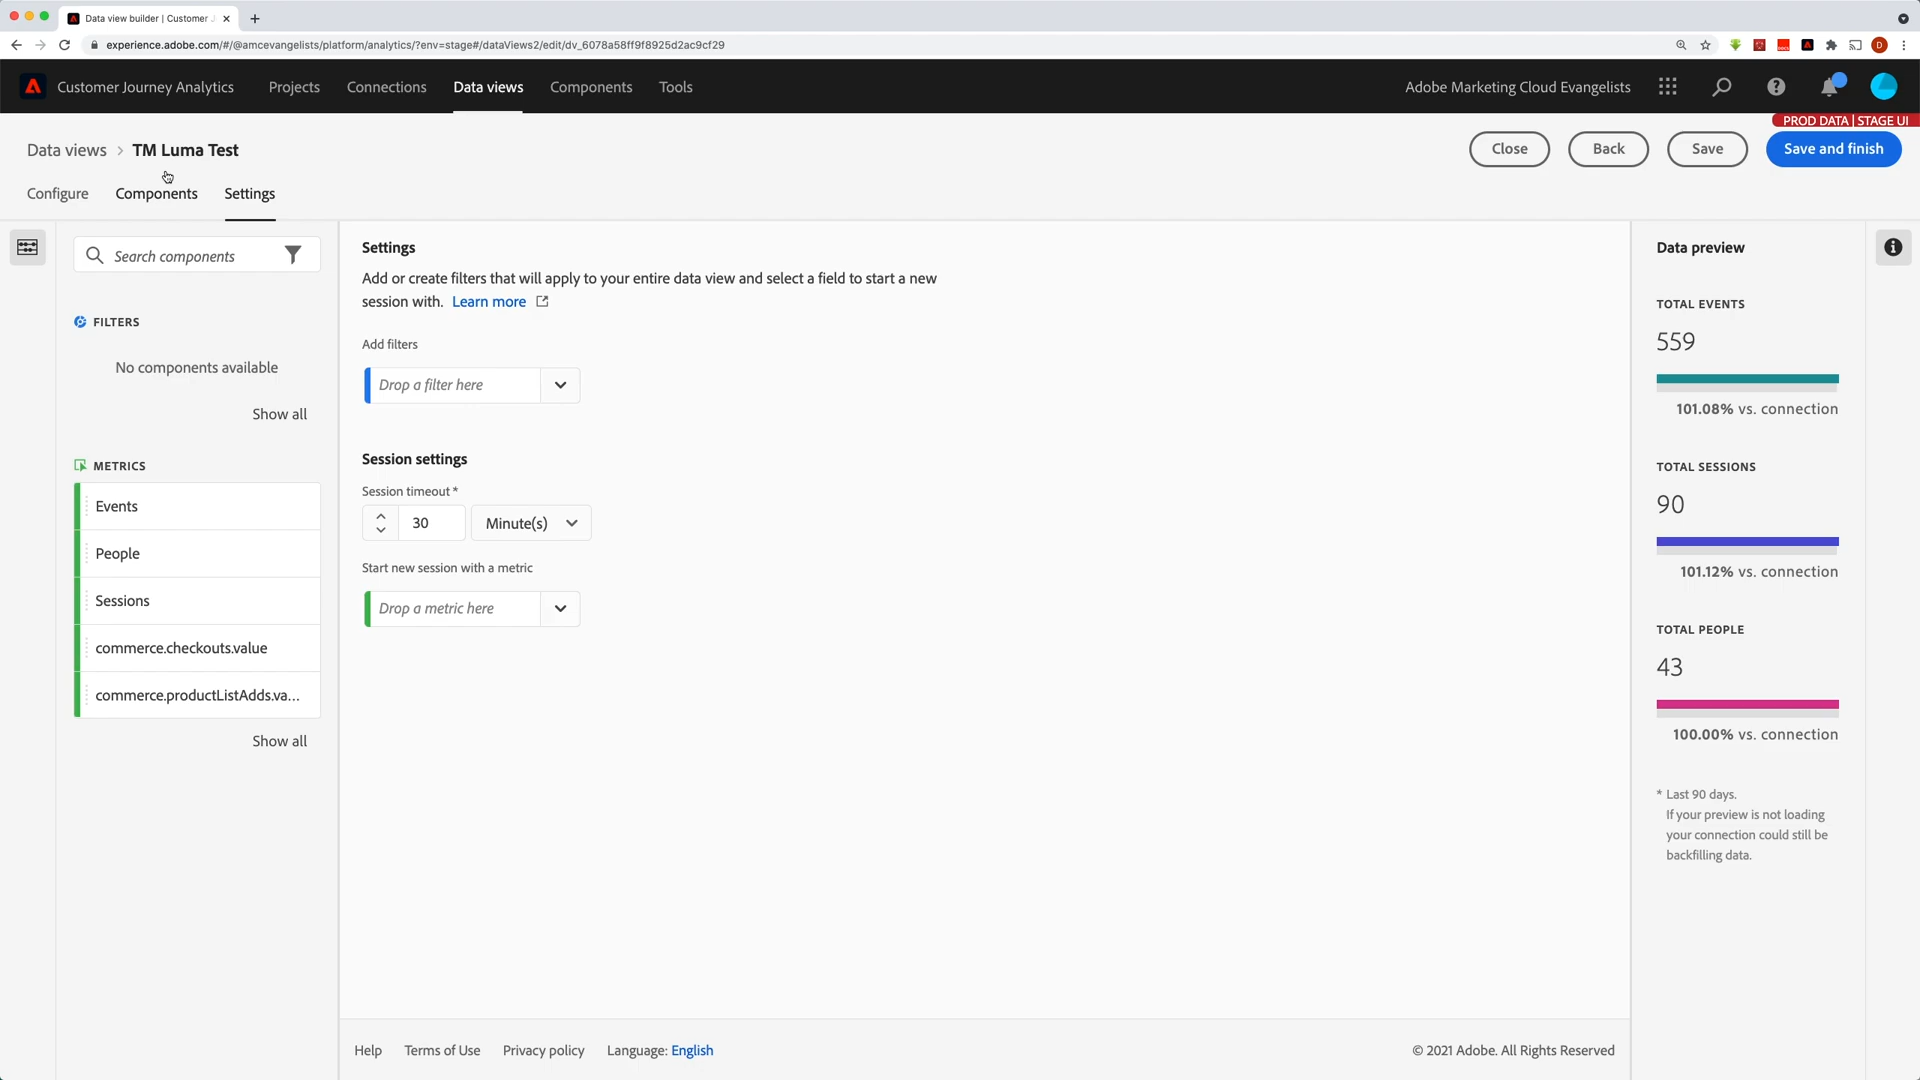 Data view builder | Customer J
experience.adobe.com/#/@amcevangelists/platform/analytics/?env=stage#/dataViews2/edit/dv_6078a58ff9f8925d2ac9cf29
Customer Journey Analytics
Projects
Connections
Data views
Components
Tools
Adobe Marketing Cloud Evangelists
PROD DATA | STAGE UI
Data views > TM Luma Test
Close
Back
Save
Save and finish
Configure
Components
Settings
Search components
FILTERS
No components available
Show all
METRICS
Events
People
Sessions
commerce.checkouts.value
commerce.productListAdds.va...
Show all
Settings
Add or create filters that will apply to your entire data view and select a field to start a new
session with. Learn more
Add filters
Drop a filter here
Session settings
Session timeout *
30
Minute(s)
Start new session with a metric
Drop a metric here
Data preview
TOTAL EVENTS
559
101.08% vs. connection
TOTAL SESSIONS
90
101.12% vs. connection
TOTAL PEOPLE
43
100.00% vs. connection
* Last 90 days.
If your preview is not loading
your connection could still be
backfilling data.
Help
Terms of Use
Privacy policy
Language: English
© 2021 Adobe. All Rights Reserved